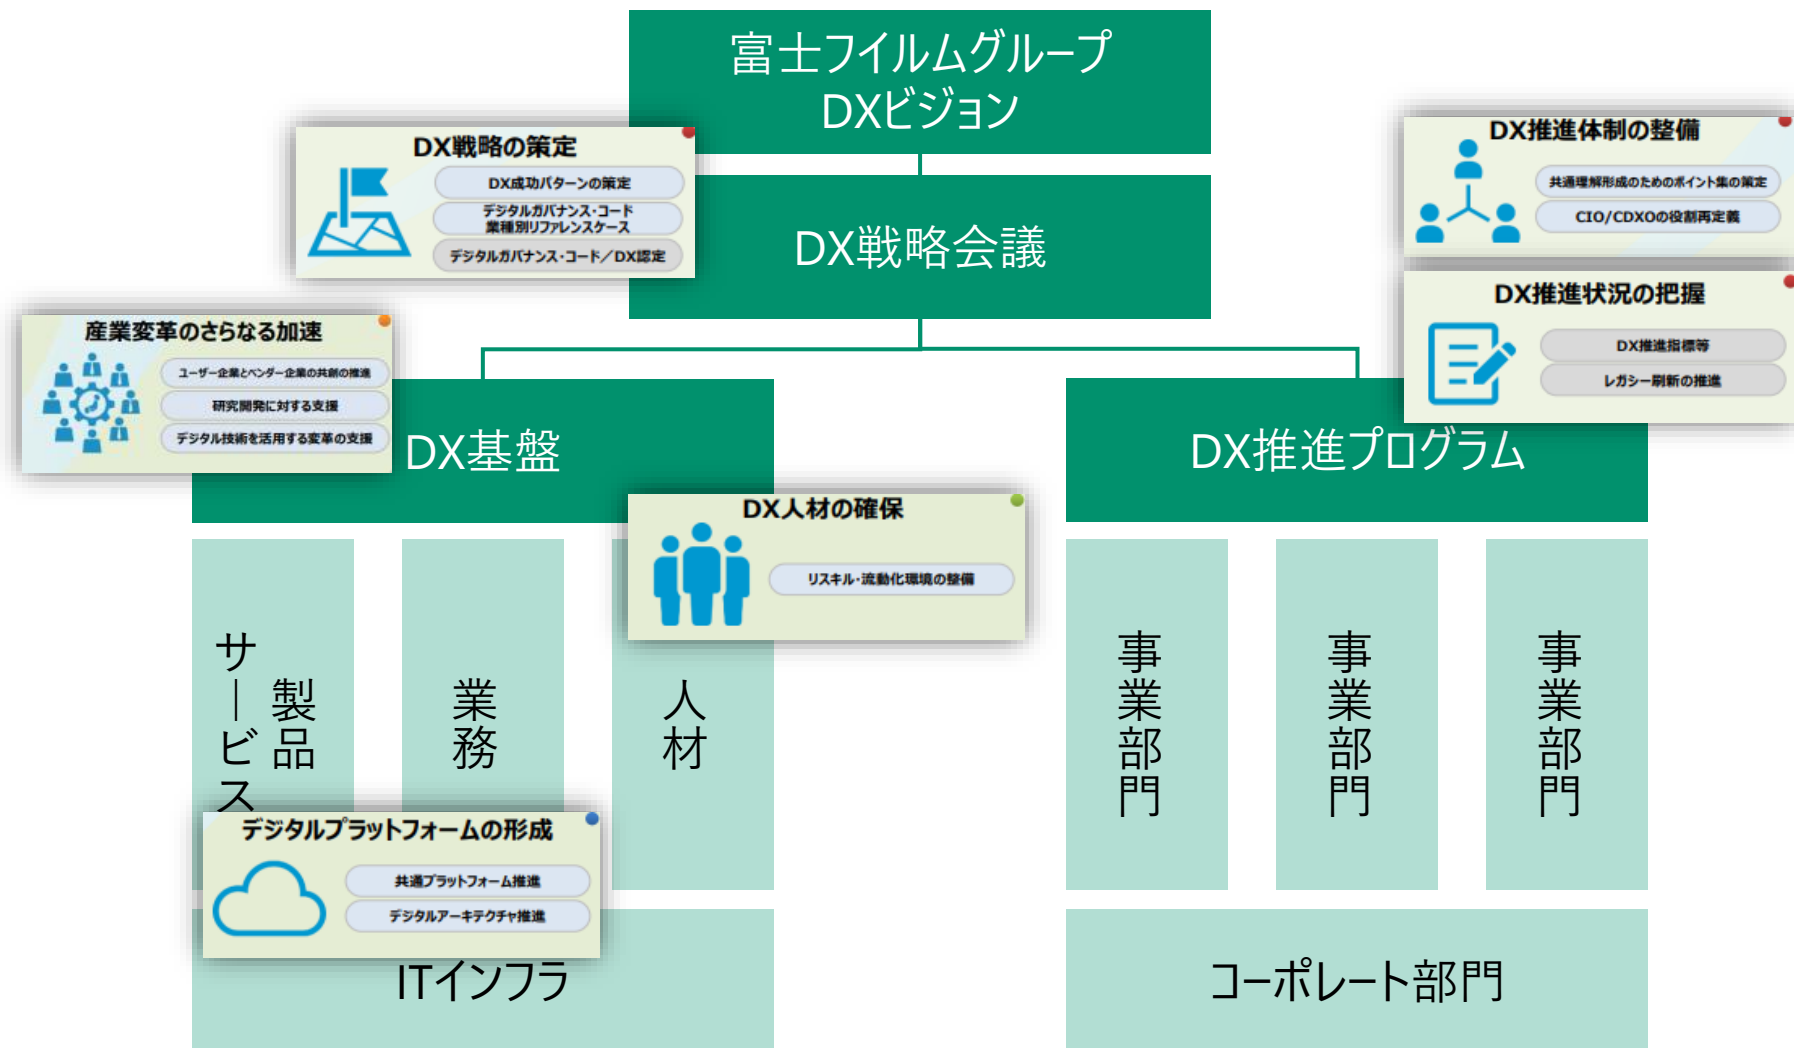 富士フイルムグループ
DXビジョン
DX戦略の策定
DX成功パターンの策定
デジタルガバナンス・コード
業種別リファレンスケース
デジタルガバナンス・コード／DX認定
DX推進体制の整備
共通理解形成のためのポイント集の策定
CIO/CDXOの役割再定義
DX戦略会議
DX推進状況の把握
DX推進指標等
レガシー刷新の推進
産業変革のさらなる加速
ユーザー企業とベンダー企業の共創の推進
研究開発に対する支援
デジタル技術を活用する変革の支援
DX基盤
DX推進プログラム
DX人材の確保
リスキル・流動化環境の整備
製品
サービス
業務
人材
事業部門
事業部門
事業部門
デジタルプラットフォームの形成
共通プラットフォーム推進
デジタルアーキテクチャ推進
ITインフラ
コーポレート部門